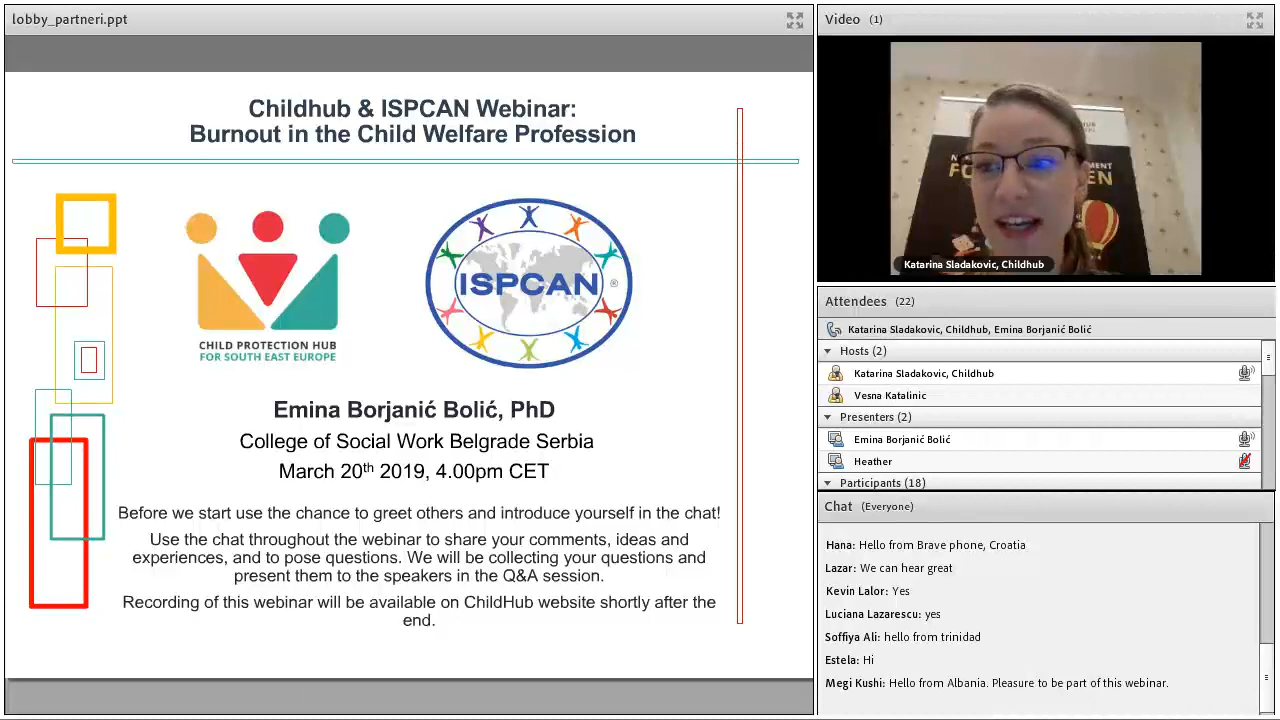 lobby_partneri.ppt
Childhub & ISPCAN Webinar:
Burnout in the Child Welfare Profession
CHILD PROTECTION HUB
FOR SOUTH EAST EUROPE
ISPCAN
®
Emina Borjanić Bolić, PhD
College of Social Work Belgrade Serbia
March 20th 2019, 4.00pm CET
Before we start use the chance to greet others and introduce yourself in the chat!
Use the chat throughout the webinar to share your comments, ideas and
experiences, and to pose questions. We will be collecting your questions and
present them to the speakers in the Q&A session.
Recording of this webinar will be available on ChildHub website shortly after the
end.
Video (1)
Katarina Sladakovic, Childhub
Attendees (22)
Katarina Sladakovic, Childhub, Emina Borjanić Bolić
Hosts (2)
Katarina Sladakovic, Childhub
Vesna Katalinic
Presenters (2)
Emina Borjanić Bolić
Heather
Participants (18)
Chat (Everyone)
Hana: Hello from Brave phone, Croatia
Lazar: We can hear great
Kevin Lalor: Yes
Luciana Lazarescu: yes
Soffiya Ali: hello from trinidad
Estela: Hi
Megi Kushi: Hello from Albania. Pleasure to be part of this webinar.